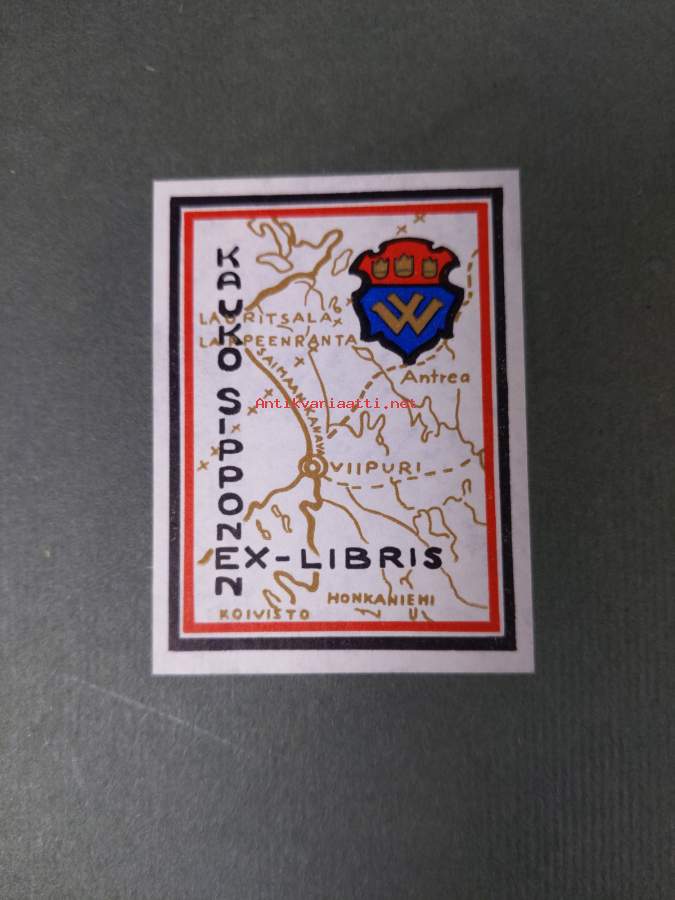 KAUKO SIPPONEN
W
LAURITSALA
LAPPEENRANTA
SAIMAAN KANAVA
Antrea
Antikvariaatti.net
VIIPURI
EX-LIBRIS
HONKANIEMI
KOIVISTO